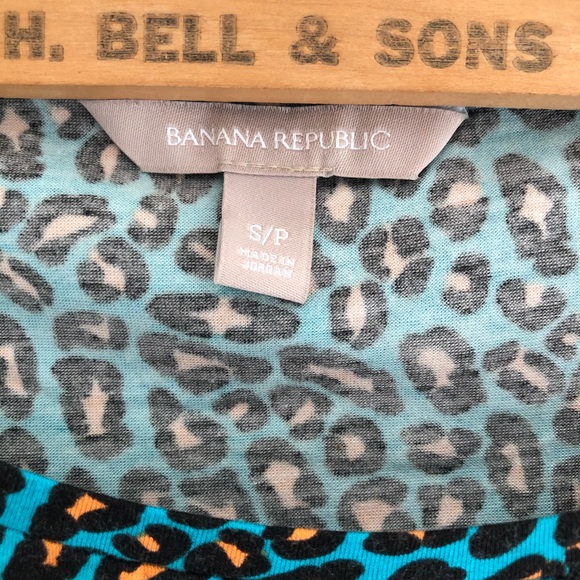 H. BELL & SONS
BANANA REPUBLIC
S/P
MADE IN
JORDAN